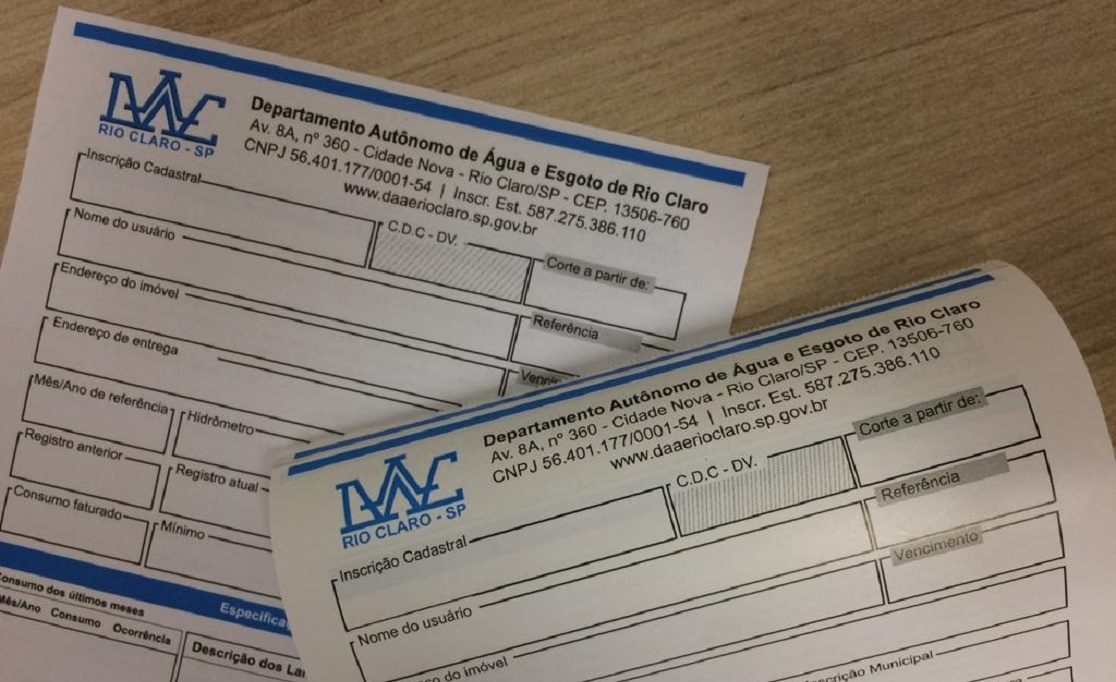 DAAE
RIO CLARO - SP
Departamento Autônomo de Água e Esgoto de Rio Claro
Av. 8A, nº 360 - Cidade Nova - Rio Claro/SP - CEP. 13506-760
CNPJ 56.401.177/0001-54 | Inscr. Est. 587.275.386.110
www.daaerioclaro.sp.gov.br
Inscrição Cadastral
C.D.C - DV.
Corte a partir de:
Nome do usuário
Referência
Endereço do imóvel
Endereço de entrega
Mês/Ano de referência
Hidrômetro
Registro anterior
Registro atual
Consumo faturado
Mínimo
Consumo dos últimos meses
Mês/Ano Consumo Ocorrência
Descrição dos
DAAE
RIO CLARO - SP
Departamento Autônomo de Água e Esgoto de Rio Claro
Av. 8A, nº 360 - Cidade Nova - Rio Claro/SP - CEP. 13506-760
CNPJ 56.401.177/0001-54 | Inscr. Est. 587.275.386.110
www.daaerioclaro.sp.gov.br
Inscrição Cadastral
C.D.C - DV.
Corte a partir de:
Nome do usuário
Referência
Vencimento
do imóvel
Municipal